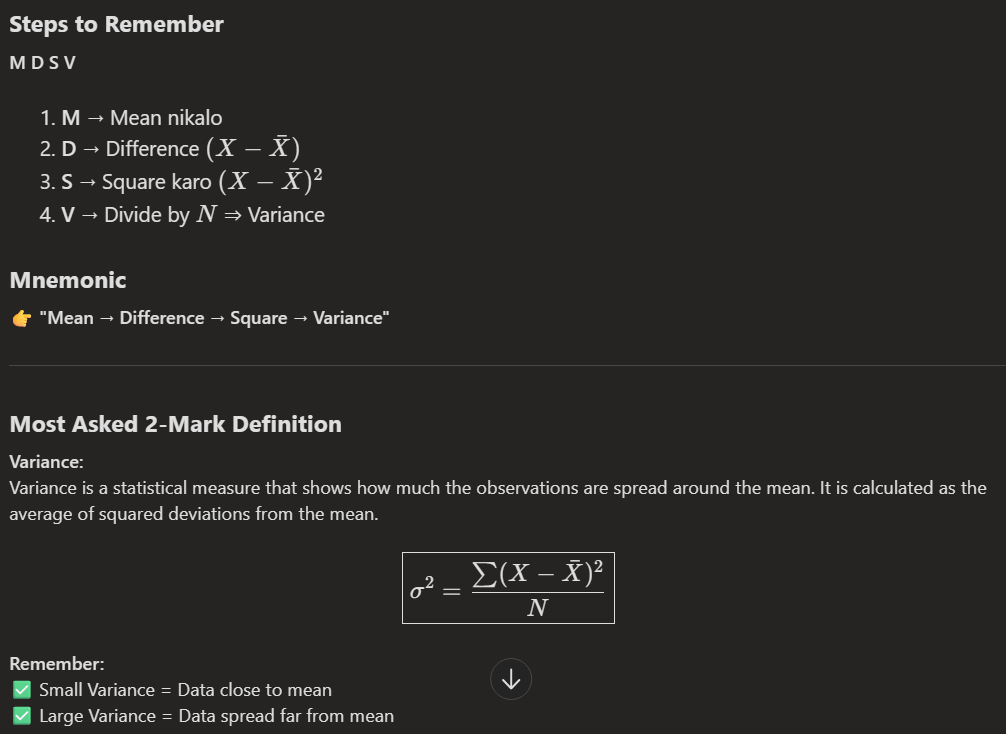 Steps to Remember
M D S V
1. M → Mean nikalo
2. D → Difference (X − X̄)
3. S → Square karo (X − X̄)²
4. V → Divide by N ⇒ Variance
Mnemonic
👉 "Mean → Difference → Square → Variance"
Most Asked 2-Mark Definition
Variance:
Variance is a statistical measure that shows how much the observations are spread around the mean. It is calculated as the
average of squared deviations from the mean.
σ² = ∑(X − X̄)² / N
Remember:
✅ Small Variance = Data close to mean
✅ Large Variance = Data spread far from mean